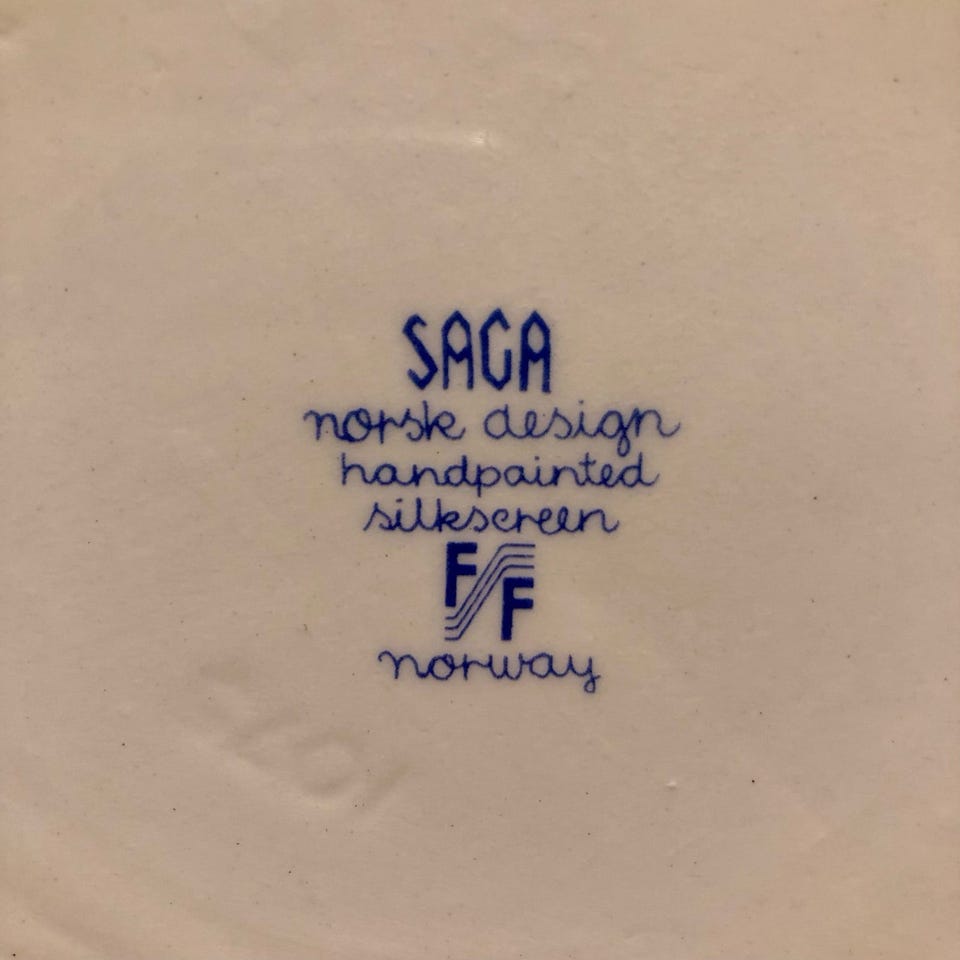 SAGA
norsk design
handpainted
silkscreen
F/F
norway